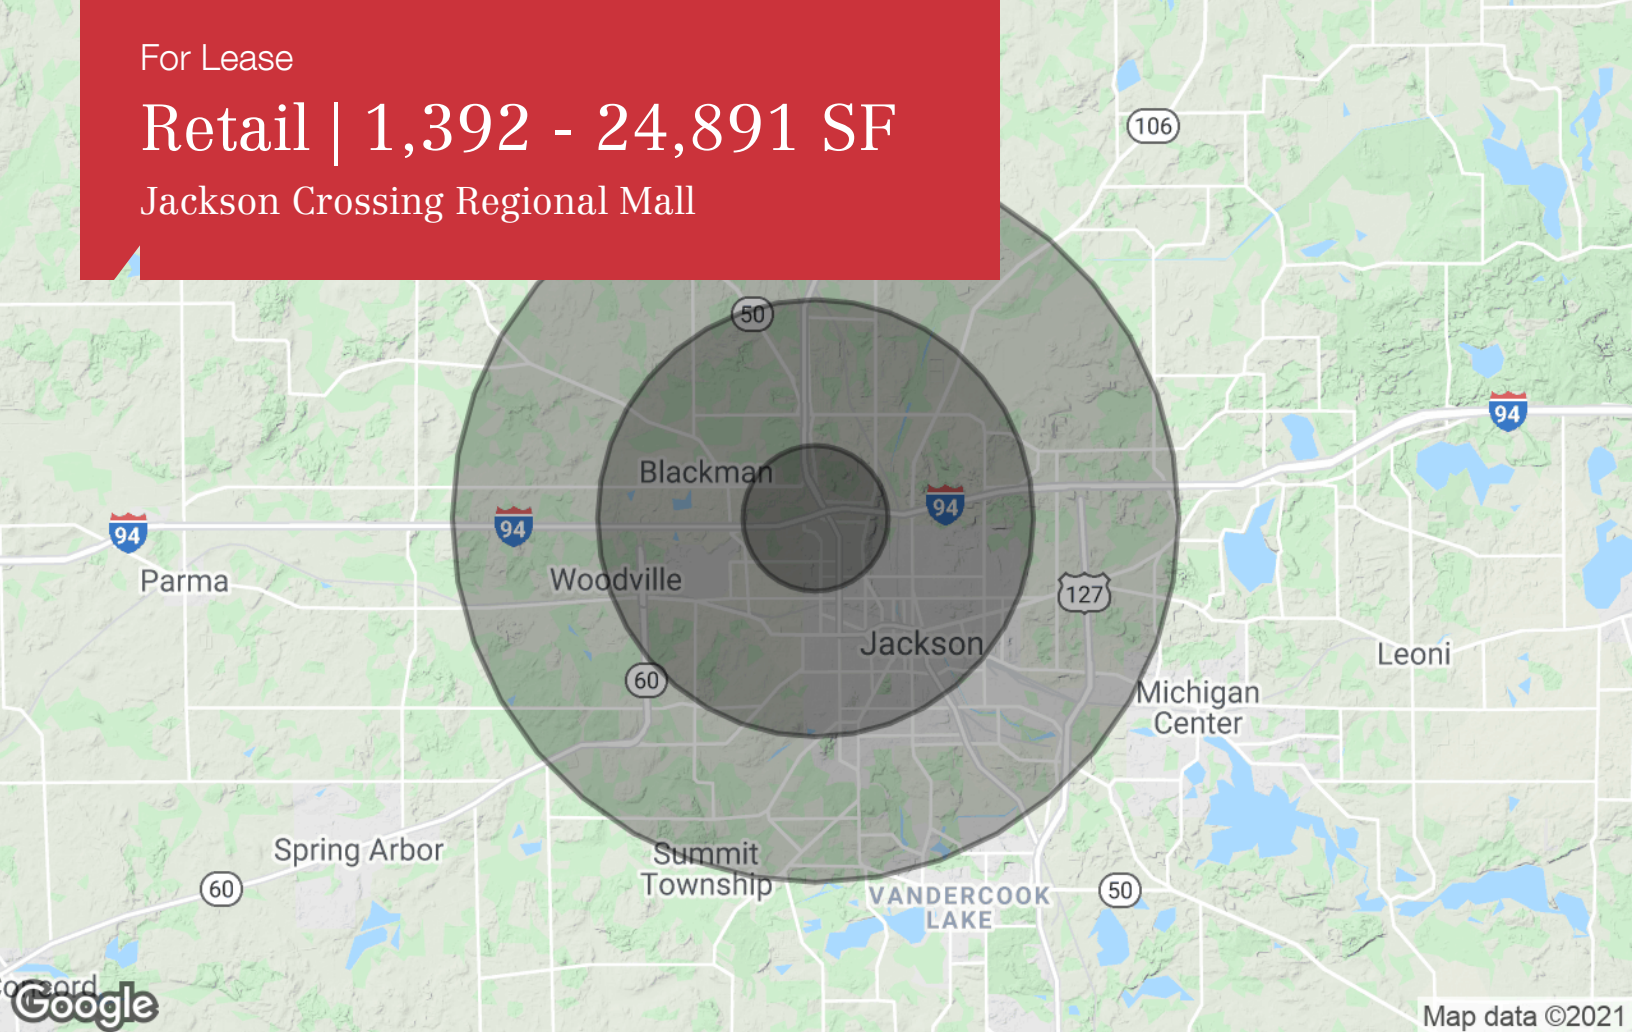 For Lease
Retail | 1,392 - 24,891 SF
Jackson Crossing Regional Mall
106
50
94
Blackman
94
94
94
Parma
Woodville
127
Jackson
Leoni
60
Michigan
Center
Spring Arbor
Summit
Township
60
VANDERCOOK
LAKE
50
Concord
Google
Map data ©2021